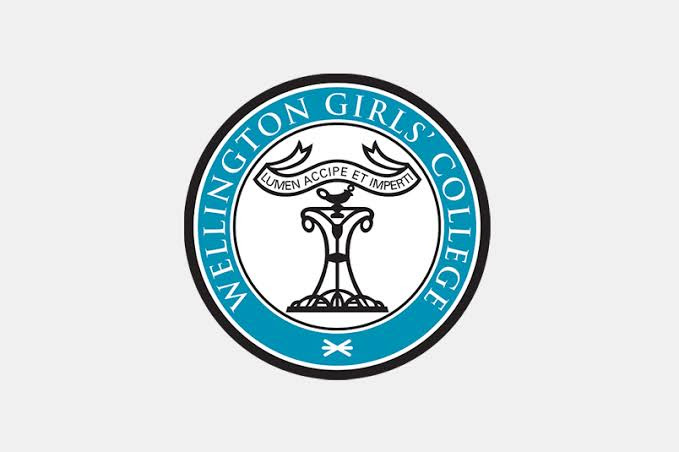 WELLINGTON GIRLS' COLLEGE
LUMEN ACCIPE ET IMPERTI